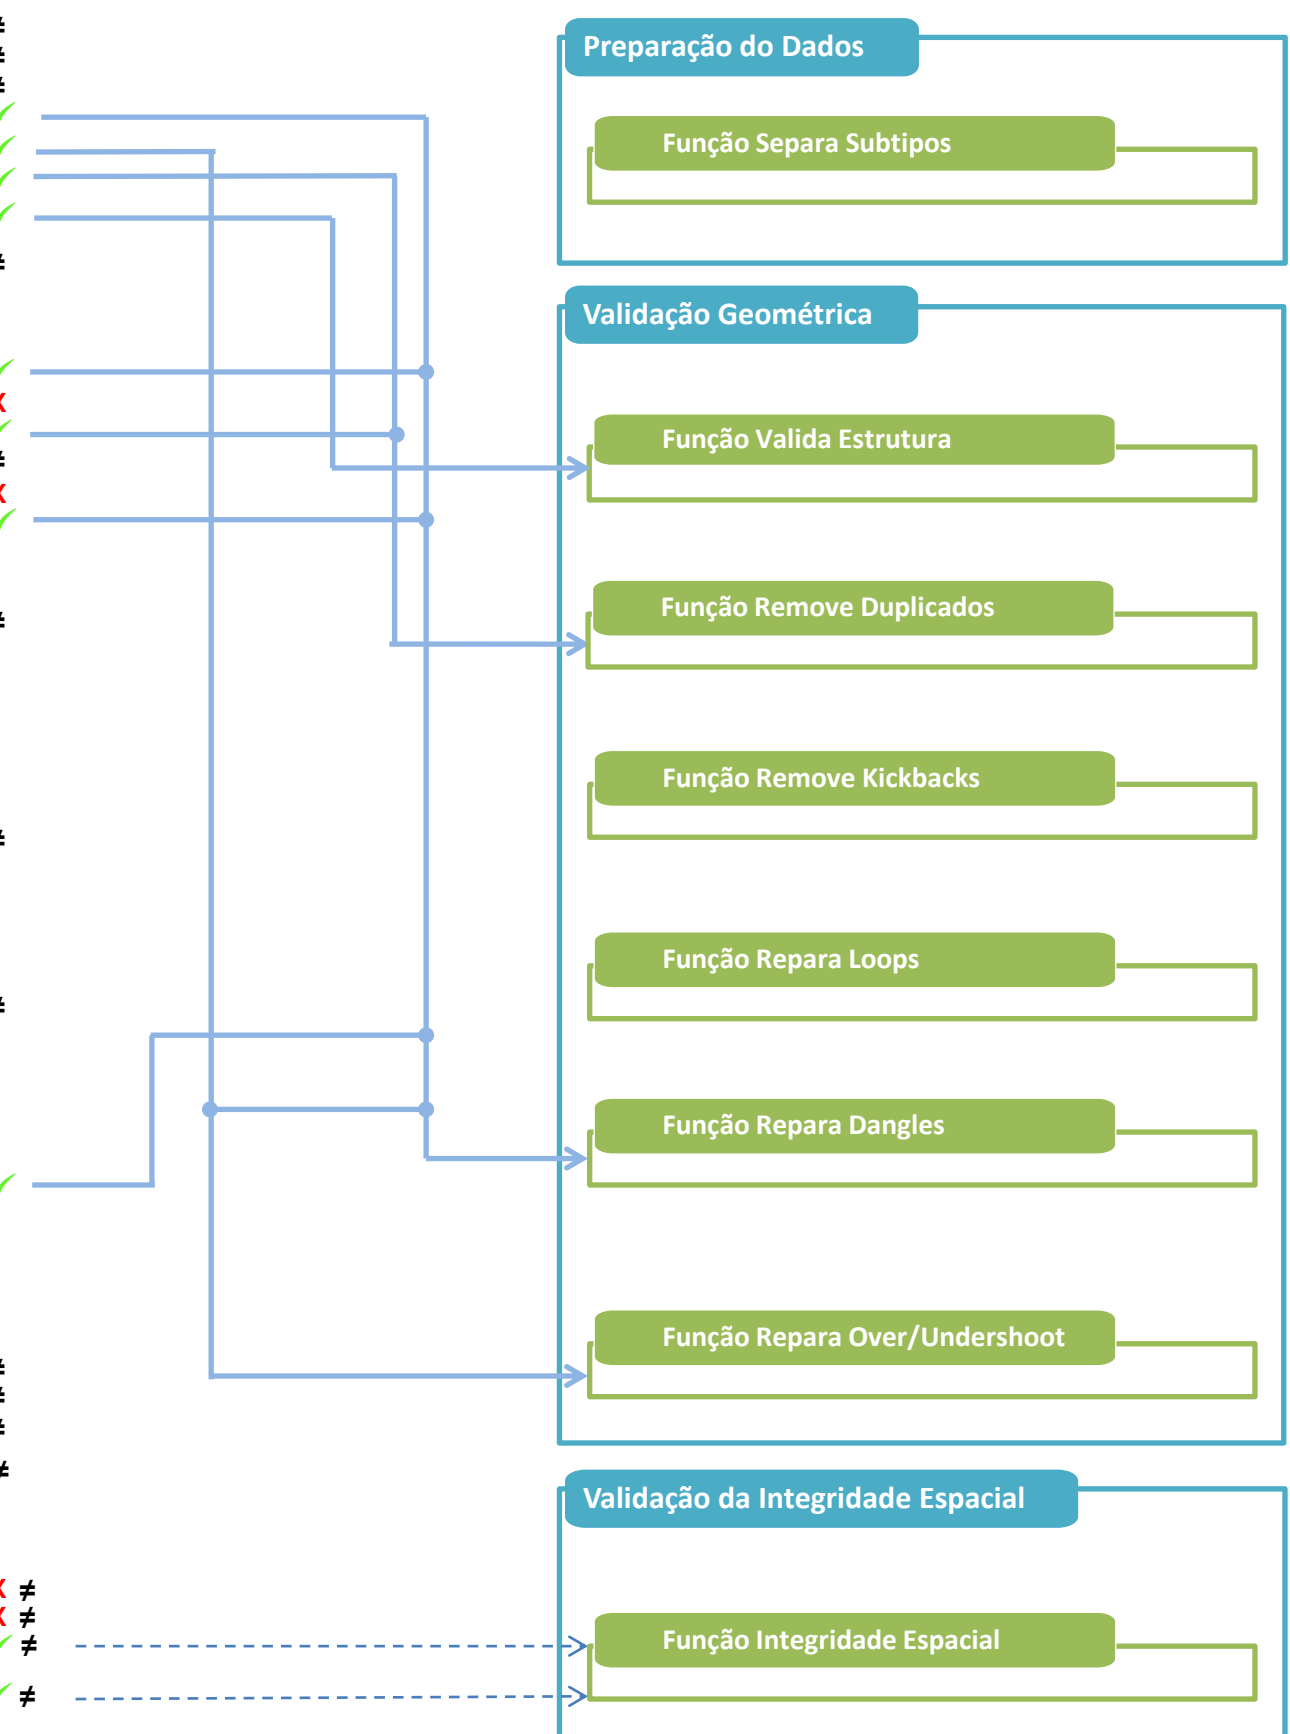 ≠
≠
≠
Preparação do Dados
Função Separa Subtipos
≠
Validação Geométrica
X
Função Valida Estrutura
≠
X
Função Remove Duplicados
≠
Função Remove Kickbacks
≠
Função Repara Loops
≠
Função Repara Dangles
Função Repara Over/Undershoot
≠
≠
≠
≠
Validação da Integridade Espacial
X ≠
X ≠
≠
Função Integridade Espacial
≠